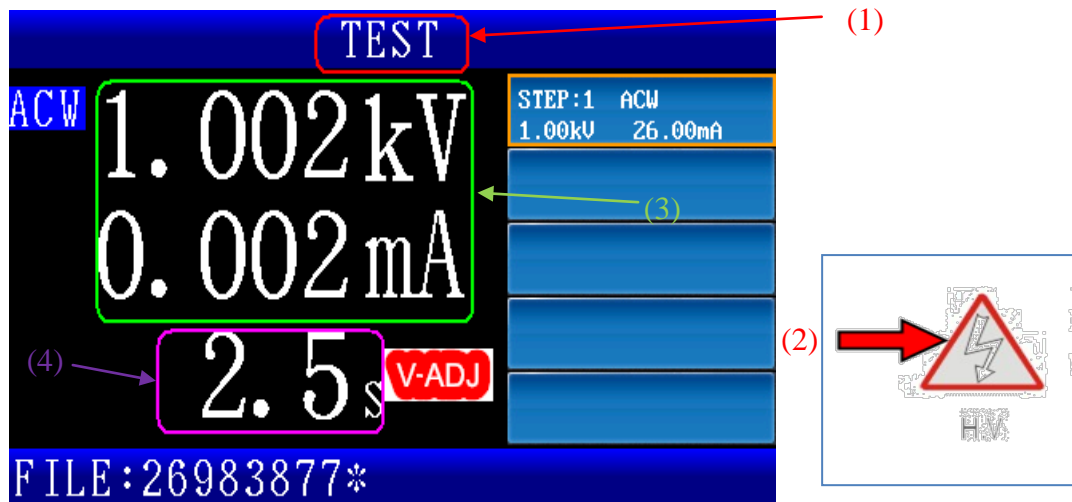 TEST
(1)
ACW
1.002kV
0.002mA
STEP:1 ACW
1.00kV 26.00mA
(3)
(2)
(4)
2.5s
V-ADJ
HV
FILE:26983877*